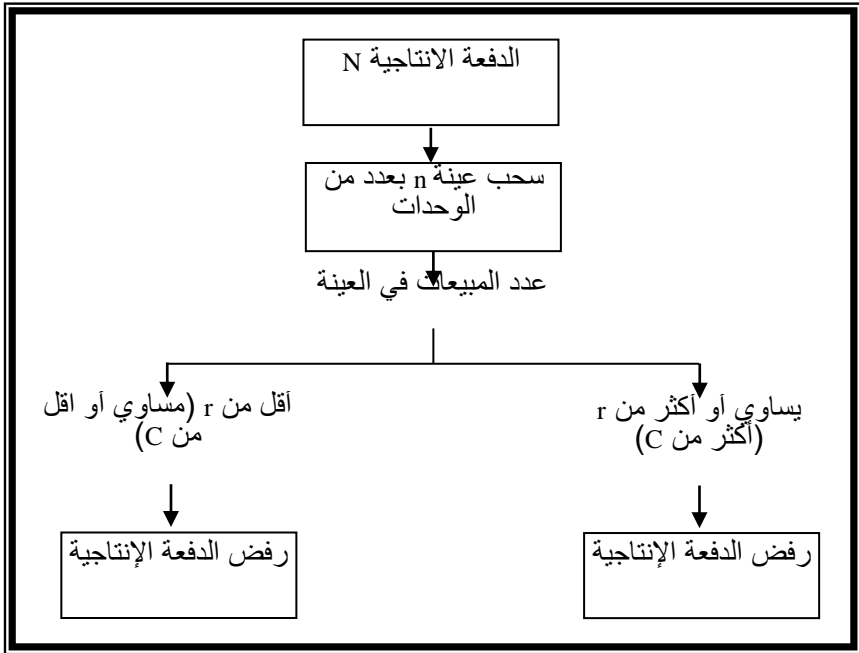 الدفعة الانتاجية N
سحب عينة n بعدد من
الوحدات
عدد المبيعات في العينة
يساوي أو أكثر من r
(أكثر من C)
أقل من r (مساوي أو اقل
من C)
رفض الدفعة الإنتاجية
رفض الدفعة الإنتاجية